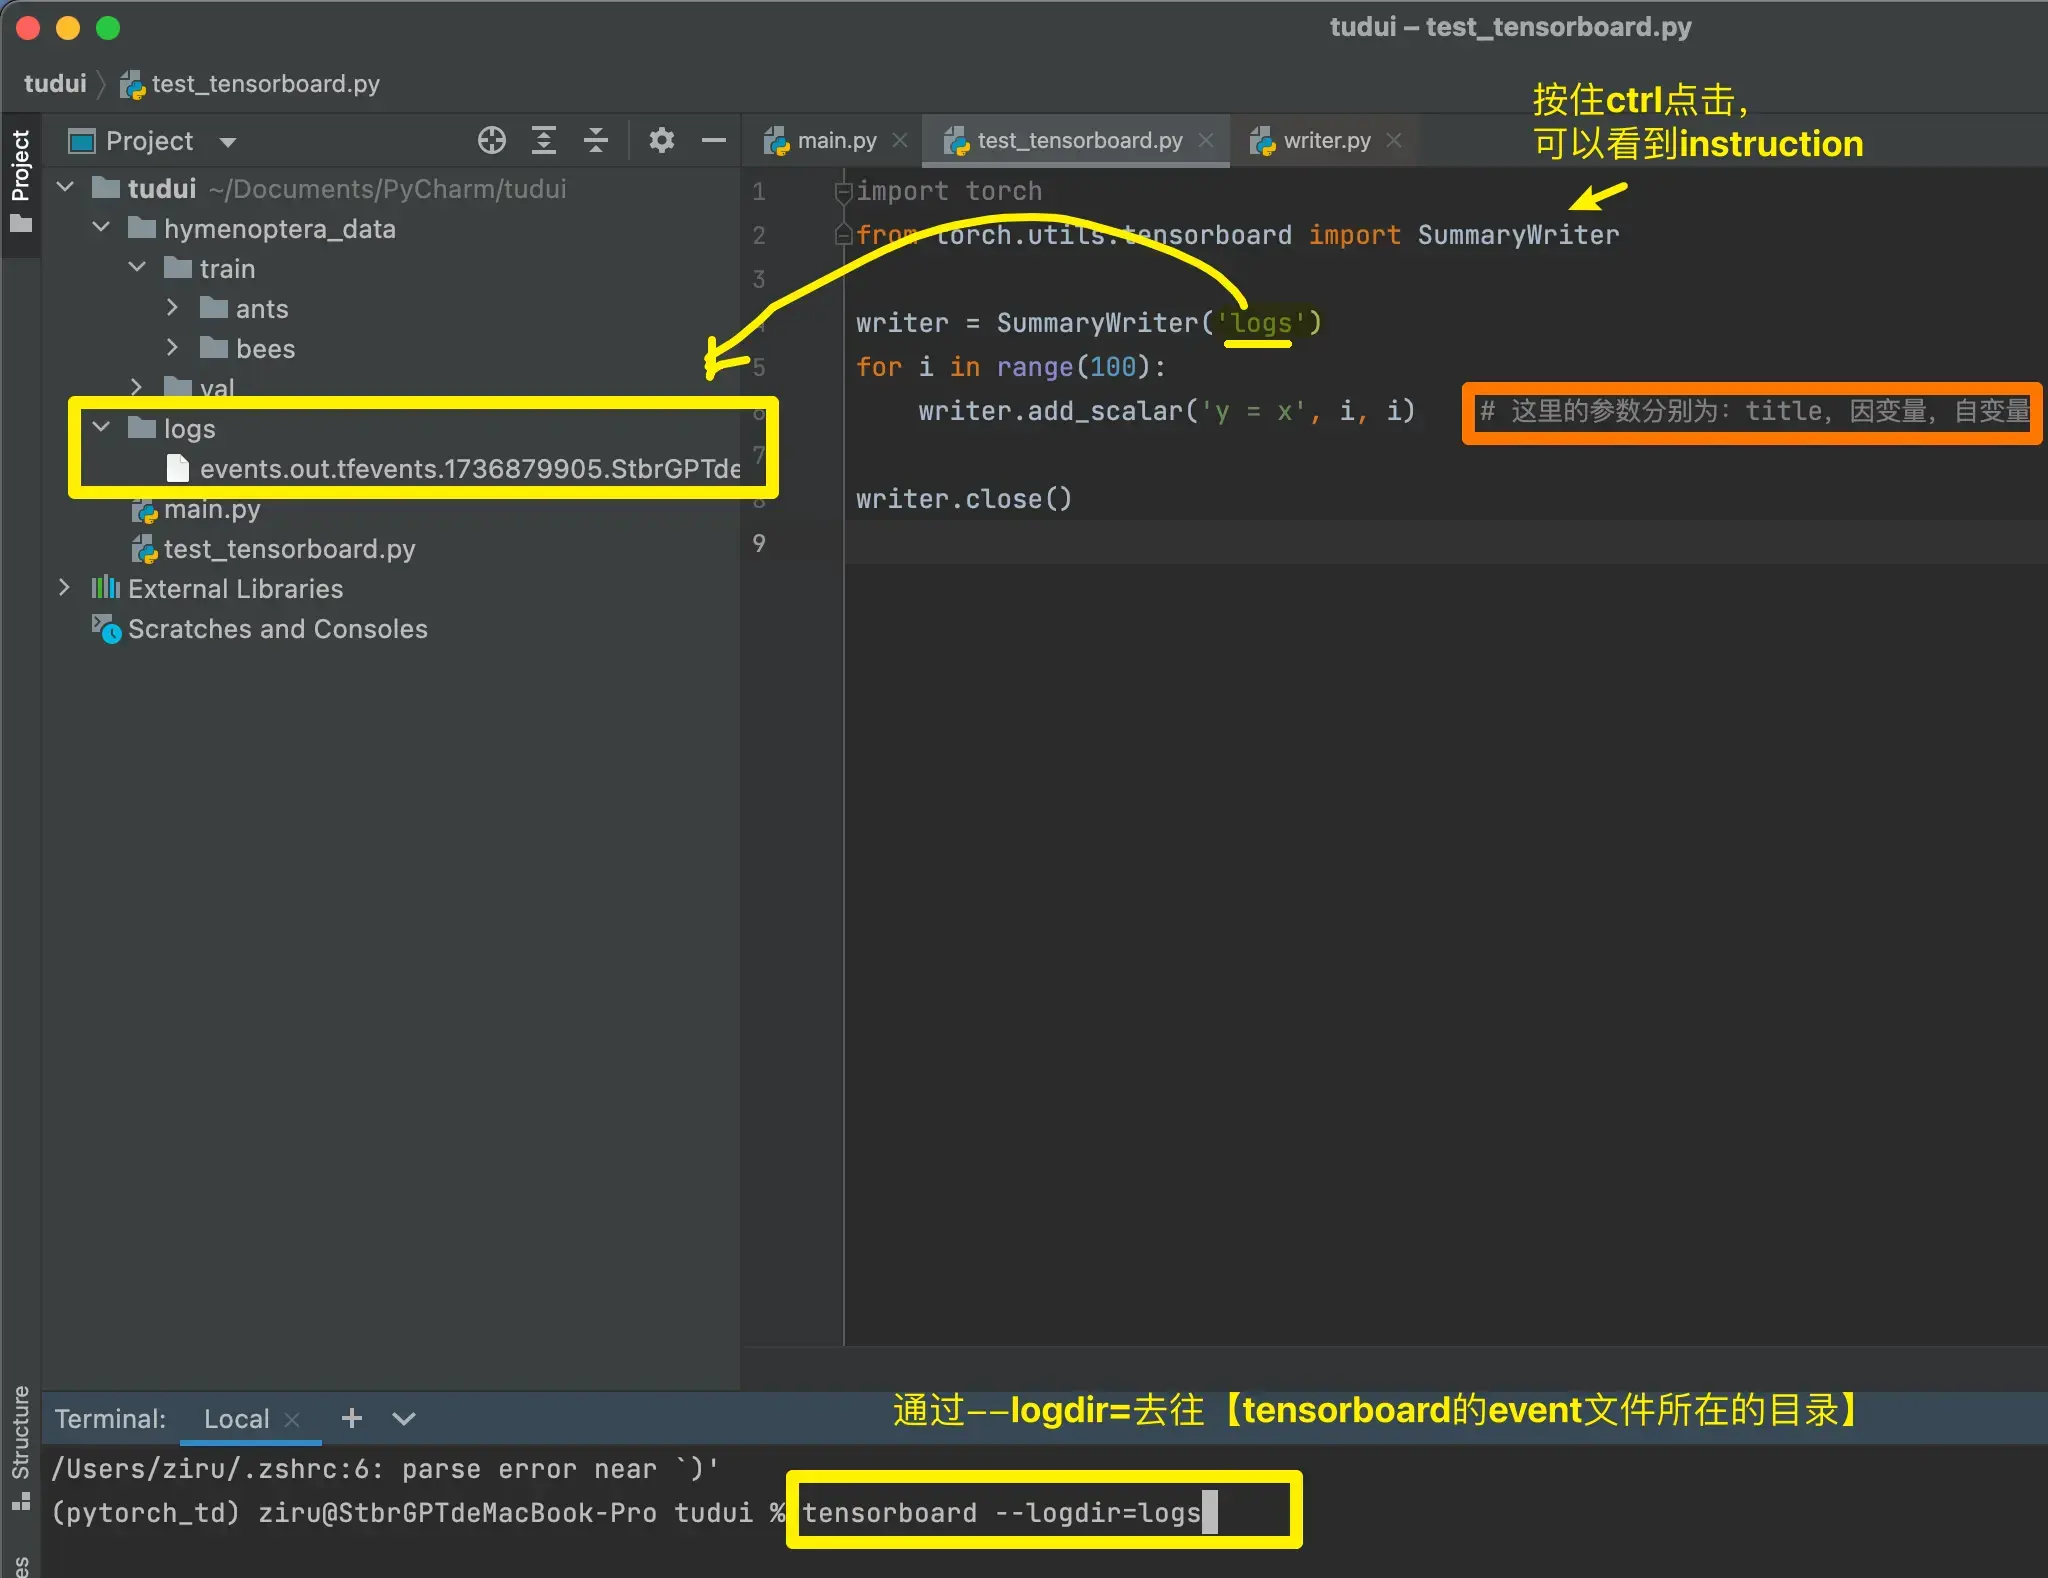 tudui – test_tensorboard.py
tudui
test_tensorboard.py
按住ctrl点击，
可以看到instruction
Project
Project
main.py
test_tensorboard.py
writer.py
tudui ~/Documents/PyCharm/tudui
hymenoptera_data
train
ants
bees
val
logs
events.out.tfevents.1736879905.StbrGPTde
main.py
test_tensorboard.py
External Libraries
Scratches and Consoles
1 import torch
2 from torch.utils.tensorboard import SummaryWriter
3
4 writer = SummaryWriter('logs')
5 for i in range(100):
6 writer.add_scalar('y = x', i, i) # 这里的参数分别为：title，因变量，自变量
7
8 writer.close()
9
通过--logdir=去往【tensorboard的event文件所在的目录】
Structure
Terminal: Local
/Users/ziru/.zshrc:6: parse error near `)'
(pytorch_td) ziru@StbrGPTdeMacBook-Pro tudui % tensorboard --logdir=logs